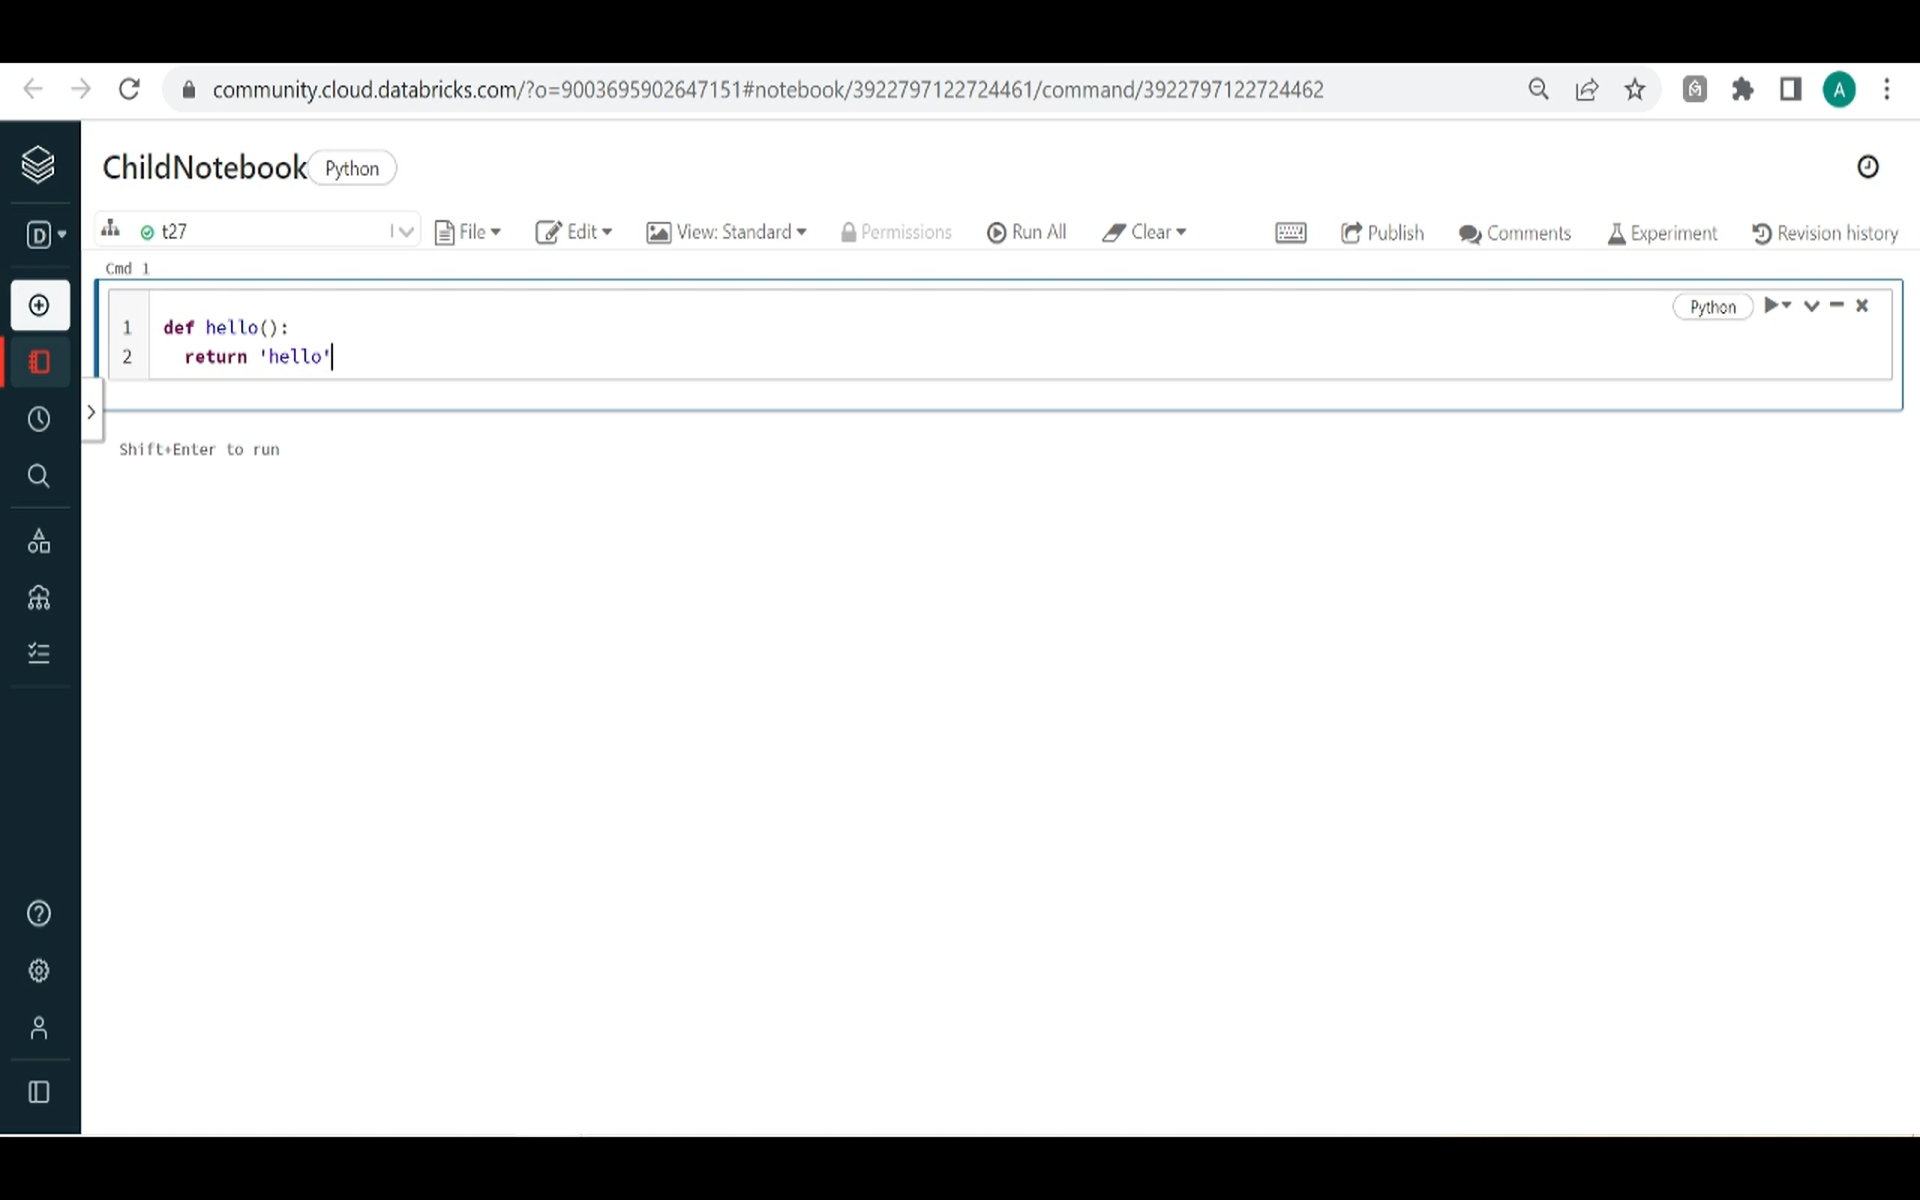 community.cloud.databricks.com/?o=9003695902647151#notebook/3922797122724461/command/3922797122724462
A
ChildNotebook Python
D
t27 File Edit View: Standard Permissions Run All Clear Publish Comments Experiment Revision history
Cmd 1
Python
1 def hello():
2 return 'hello'
Shift+Enter to run